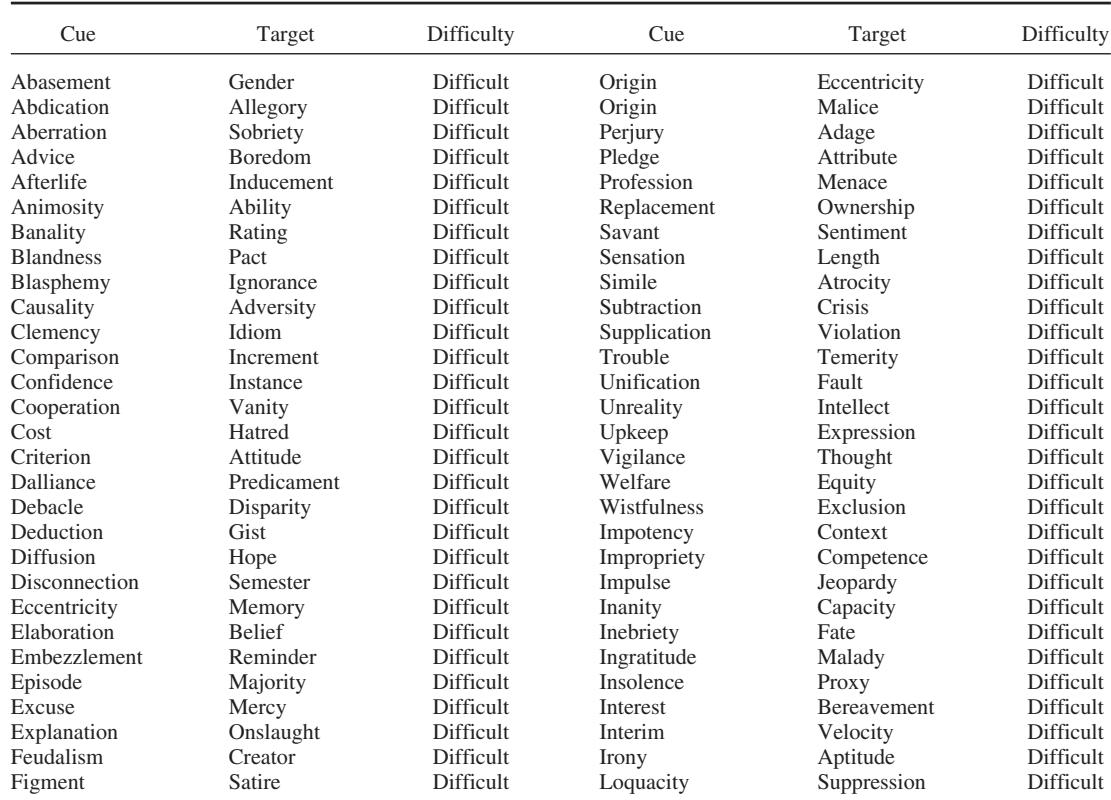 Cue Target Difficulty Cue Target Difficulty
Abasement Gender Difficult Origin Eccentricity Difficult
Abdication Allegory Difficult Origin Malice Difficult
Aberration Sobriety Difficult Perjury Adage Difficult
Advice Boredom Difficult Pledge Attribute Difficult
Afterlife Inducement Difficult Profession Menace Difficult
Animosity Ability Difficult Replacement Ownership Difficult
Banality Rating Difficult Savant Sentiment Difficult
Blandness Pact Difficult Sensation Length Difficult
Blasphemy Ignorance Difficult Simile Atrocity Difficult
Causality Adversity Difficult Subtraction Crisis Difficult
Clemency Idiom Difficult Supplication Violation Difficult
Comparison Increment Difficult Trouble Temerity Difficult
Confidence Instance Difficult Unification Fault Difficult
Cooperation Vanity Difficult Unreality Intellect Difficult
Cost Hatred Difficult Upkeep Expression Difficult
Criterion Attitude Difficult Vigilance Thought Difficult
Dalliance Predicament Difficult Welfare Equity Difficult
Debacle Disparity Difficult Wistfulness Exclusion Difficult
Deduction Gist Difficult Impotency Context Difficult
Diffusion Hope Difficult Impropriety Competence Difficult
Disconnection Semester Difficult Impulse Jeopardy Difficult
Eccentricity Memory Difficult Inanity Capacity Difficult
Elaboration Belief Difficult Inebriety Fate Difficult
Embezzlement Reminder Difficult Ingratitude Malady Difficult
Episode Majority Difficult Insolence Proxy Difficult
Excuse Mercy Difficult Interest Bereavement Difficult
Explanation Onslaught Difficult Interim Velocity Difficult
Feudalism Creator Difficult Irony Aptitude Difficult
Figment Satire Difficult Loquacity Suppression Difficult